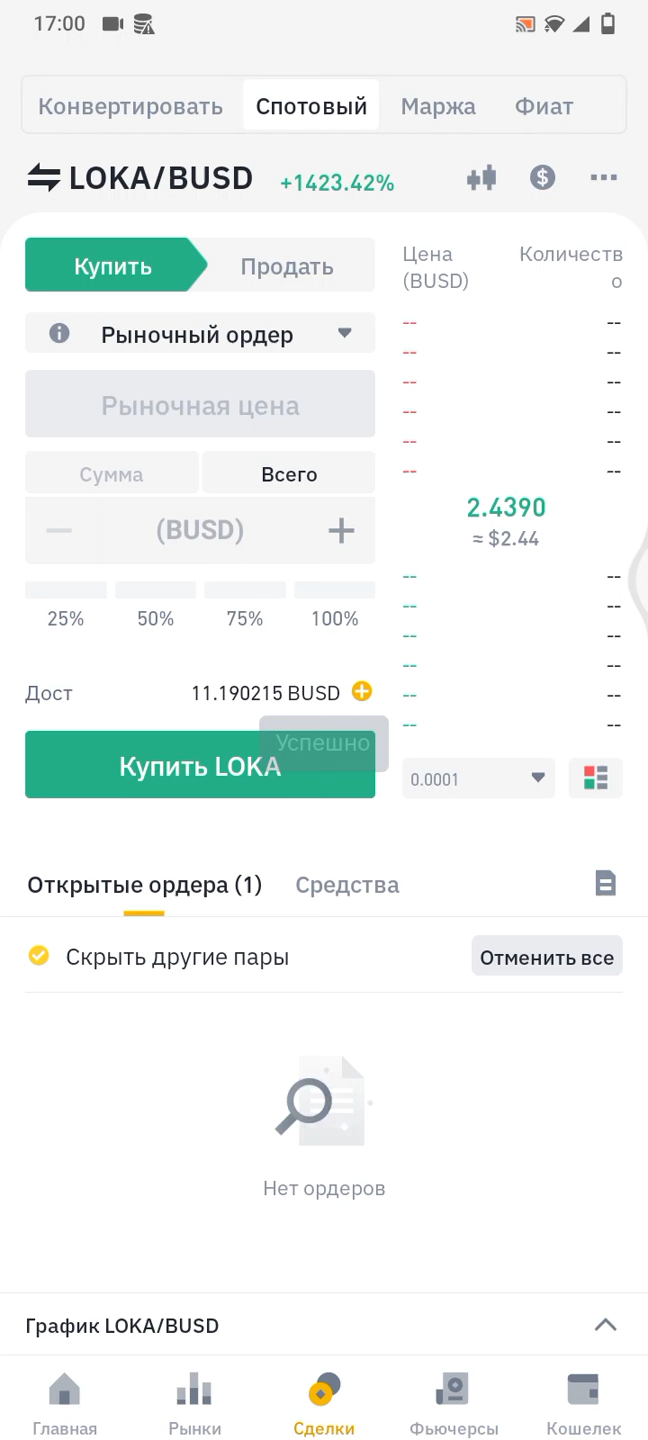 17:00
Конвертировать Спотовый Маржа Фиат
LOKA/BUSD +1423.42%
Купить Продать
Цена (BUSD)
Количество
Рыночный ордер
Рыночная цена
Сумма Всего
(BUSD)
25% 50% 75% 100%
-- --
-- --
-- --
-- --
-- --
-- --
2.4390
≈ $2.44
-- --
-- --
-- --
-- --
-- --
-- --
Дост 11.190215 BUSD
Успешно
Купить LOKA
0.0001
Открытые ордера (1) Средства
Скрыть другие пары Отменить все
Нет ордеров
График LOKA/BUSD
Главная Рынки Сделки Фьючерсы Кошелек